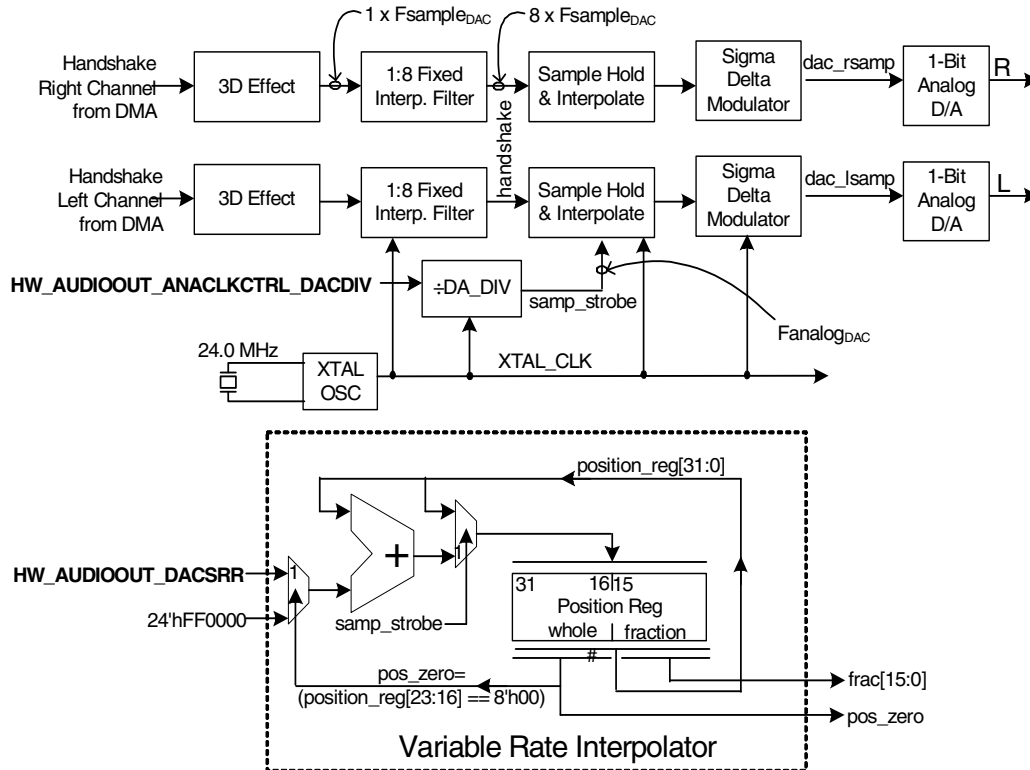 1 x FsampleDAC
8 x FsampleDAC
Handshake
Right Channel
from DMA
3D Effect
1:8 Fixed
Interp. Filter
handshake
Sample Hold
& Interpolate
Sigma
Delta
Modulator
dac_rsamp
1-Bit
Analog
D/A
R
Handshake
Left Channel
from DMA
3D Effect
1:8 Fixed
Interp. Filter
Sample Hold
& Interpolate
Sigma
Delta
Modulator
dac_lsamp
1-Bit
Analog
D/A
L
HW_AUDIOOUT_ANACLKCTRL_DACDIV
÷DA_DIV
samp_strobe
FanalogDAC
24.0 MHz
XTAL
OSC
XTAL_CLK
position_reg[31:0]
+
1
HW_AUDIOOUT_DACSRR
1
24'hFF0000
samp_strobe
31 16 15
Position Reg
whole fraction
#
pos_zero=
(position_reg[23:16] == 8'h00)
frac[15:0]
pos_zero
Variable Rate Interpolator